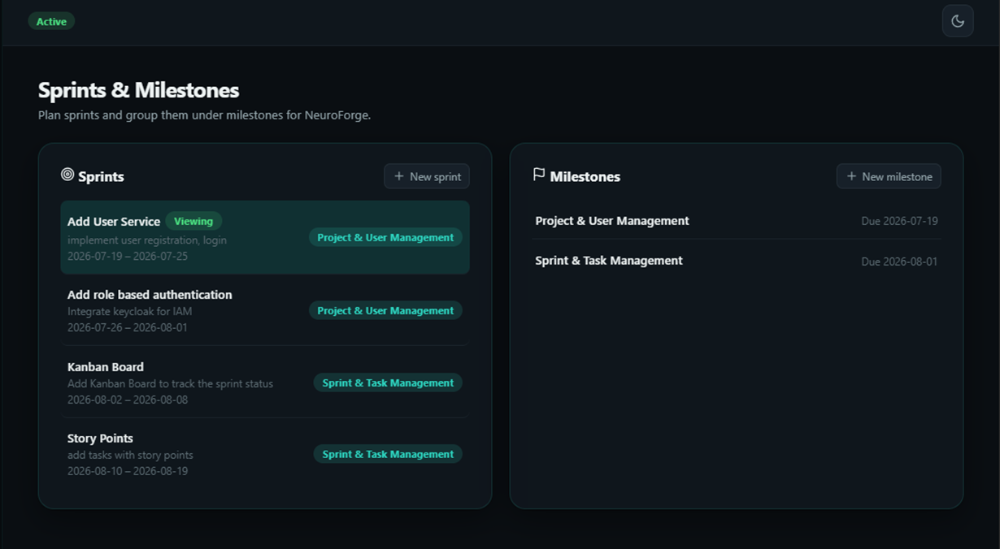 Active
Sprints & Milestones
Plan sprints and group them under milestones for NeuroForge.
Sprints
+ New sprint
Add User Service Viewing
implement user registration, login
2026-07-19 – 2026-07-25
Project & User Management
Add role based authentication
Integrate keycloak for IAM
2026-07-26 – 2026-08-01
Project & User Management
Kanban Board
Add Kanban Board to track the sprint status
2026-08-02 – 2026-08-08
Sprint & Task Management
Story Points
add tasks with story points
2026-08-10 – 2026-08-19
Sprint & Task Management
Milestones
+ New milestone
Project & User Management Due 2026-07-19
Sprint & Task Management Due 2026-08-01